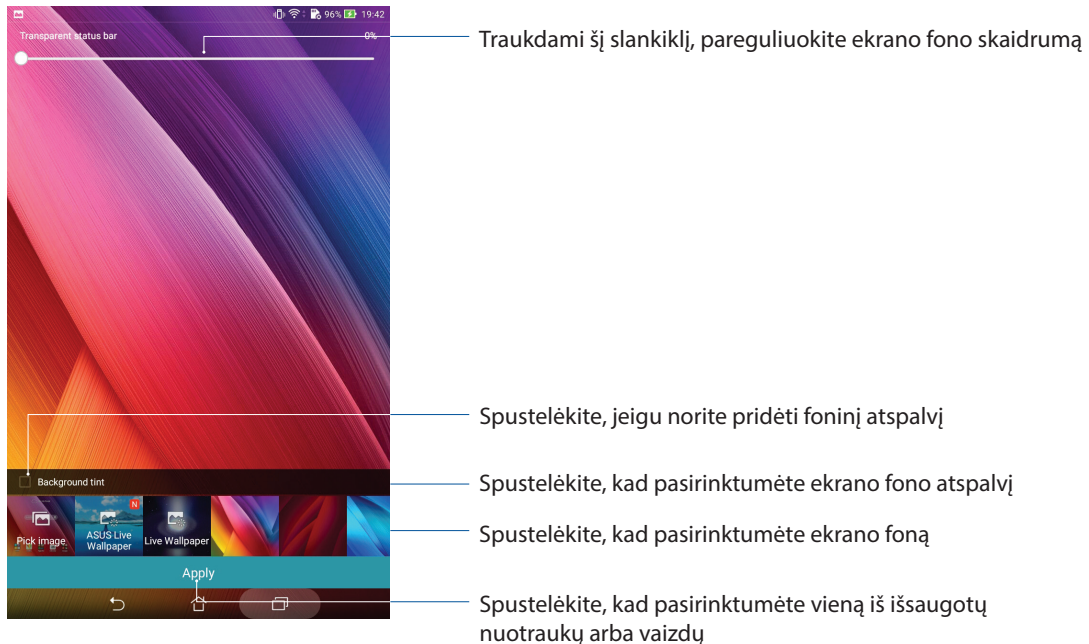 96% 19:42
Transparent status bar 0%
Traukdami šį slankiklį, pareguliuokite ekrano fono skaidrumą
Spustelėkite, jeigu norite pridėti foninį atspalvį
Background tint
Spustelėkite, kad pasirinktumėte ekrano fono atspalvį
N
Pick image
ASUS Live
Wallpaper
Live Wallpaper
Spustelėkite, kad pasirinktumėte ekrano foną
Apply
Spustelėkite, kad pasirinktumėte vieną iš išsaugotų
nuotraukų arba vaizdų